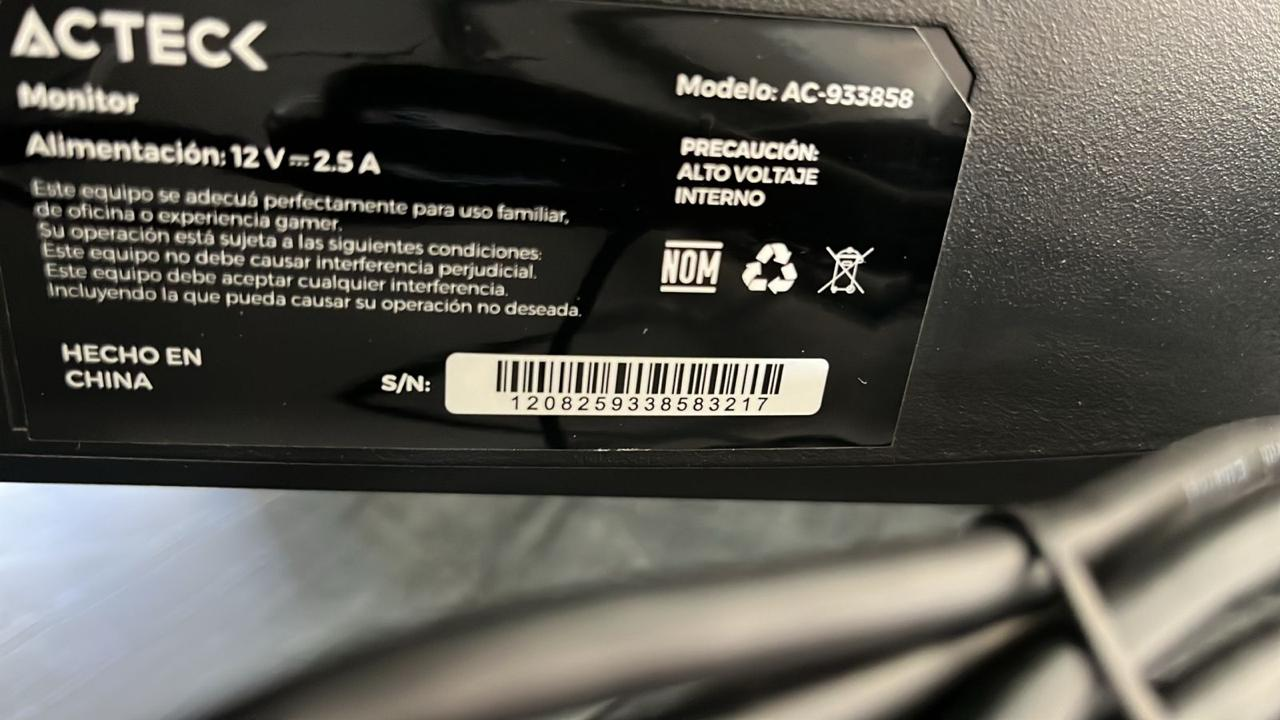 ACTECK
Monitor
Modelo: AC-933858
Alimentación: 12 V⎓2.5 A
PRECAUCIÓN:
ALTO VOLTAJE
INTERNO
Este equipo se adecuá perfectamente para uso familiar,
de oficina o experiencia gamer.
Su operación está sujeta a las siguientes condiciones:
Este equipo no debe causar interferencia perjudicial.
Este equipo debe aceptar cualquier interferencia.
Incluyendo la que pueda causar su operación no deseada.
NOM
HECHO EN
CHINA
S/N:
1208259338583217